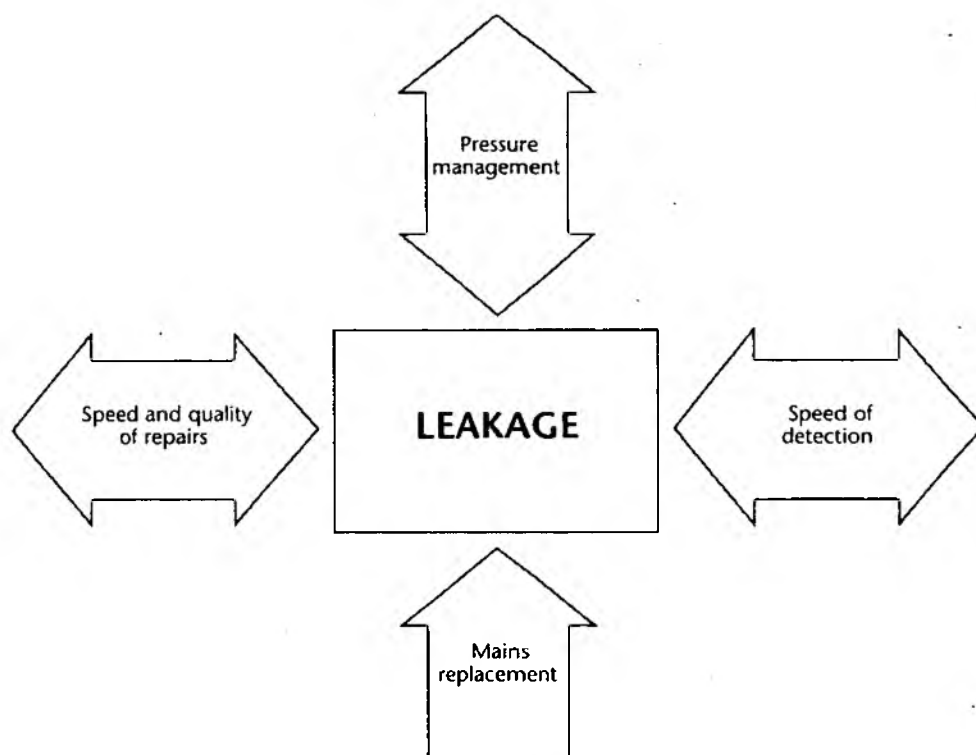 Pressure
management
Speed and quality
of repairs
LEAKAGE
Speed of
detection
Mains
replacement